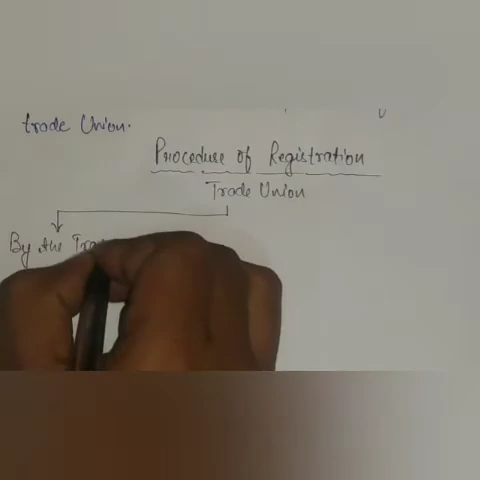 trade Union.
Procedure of Registration
Trade Union
By the